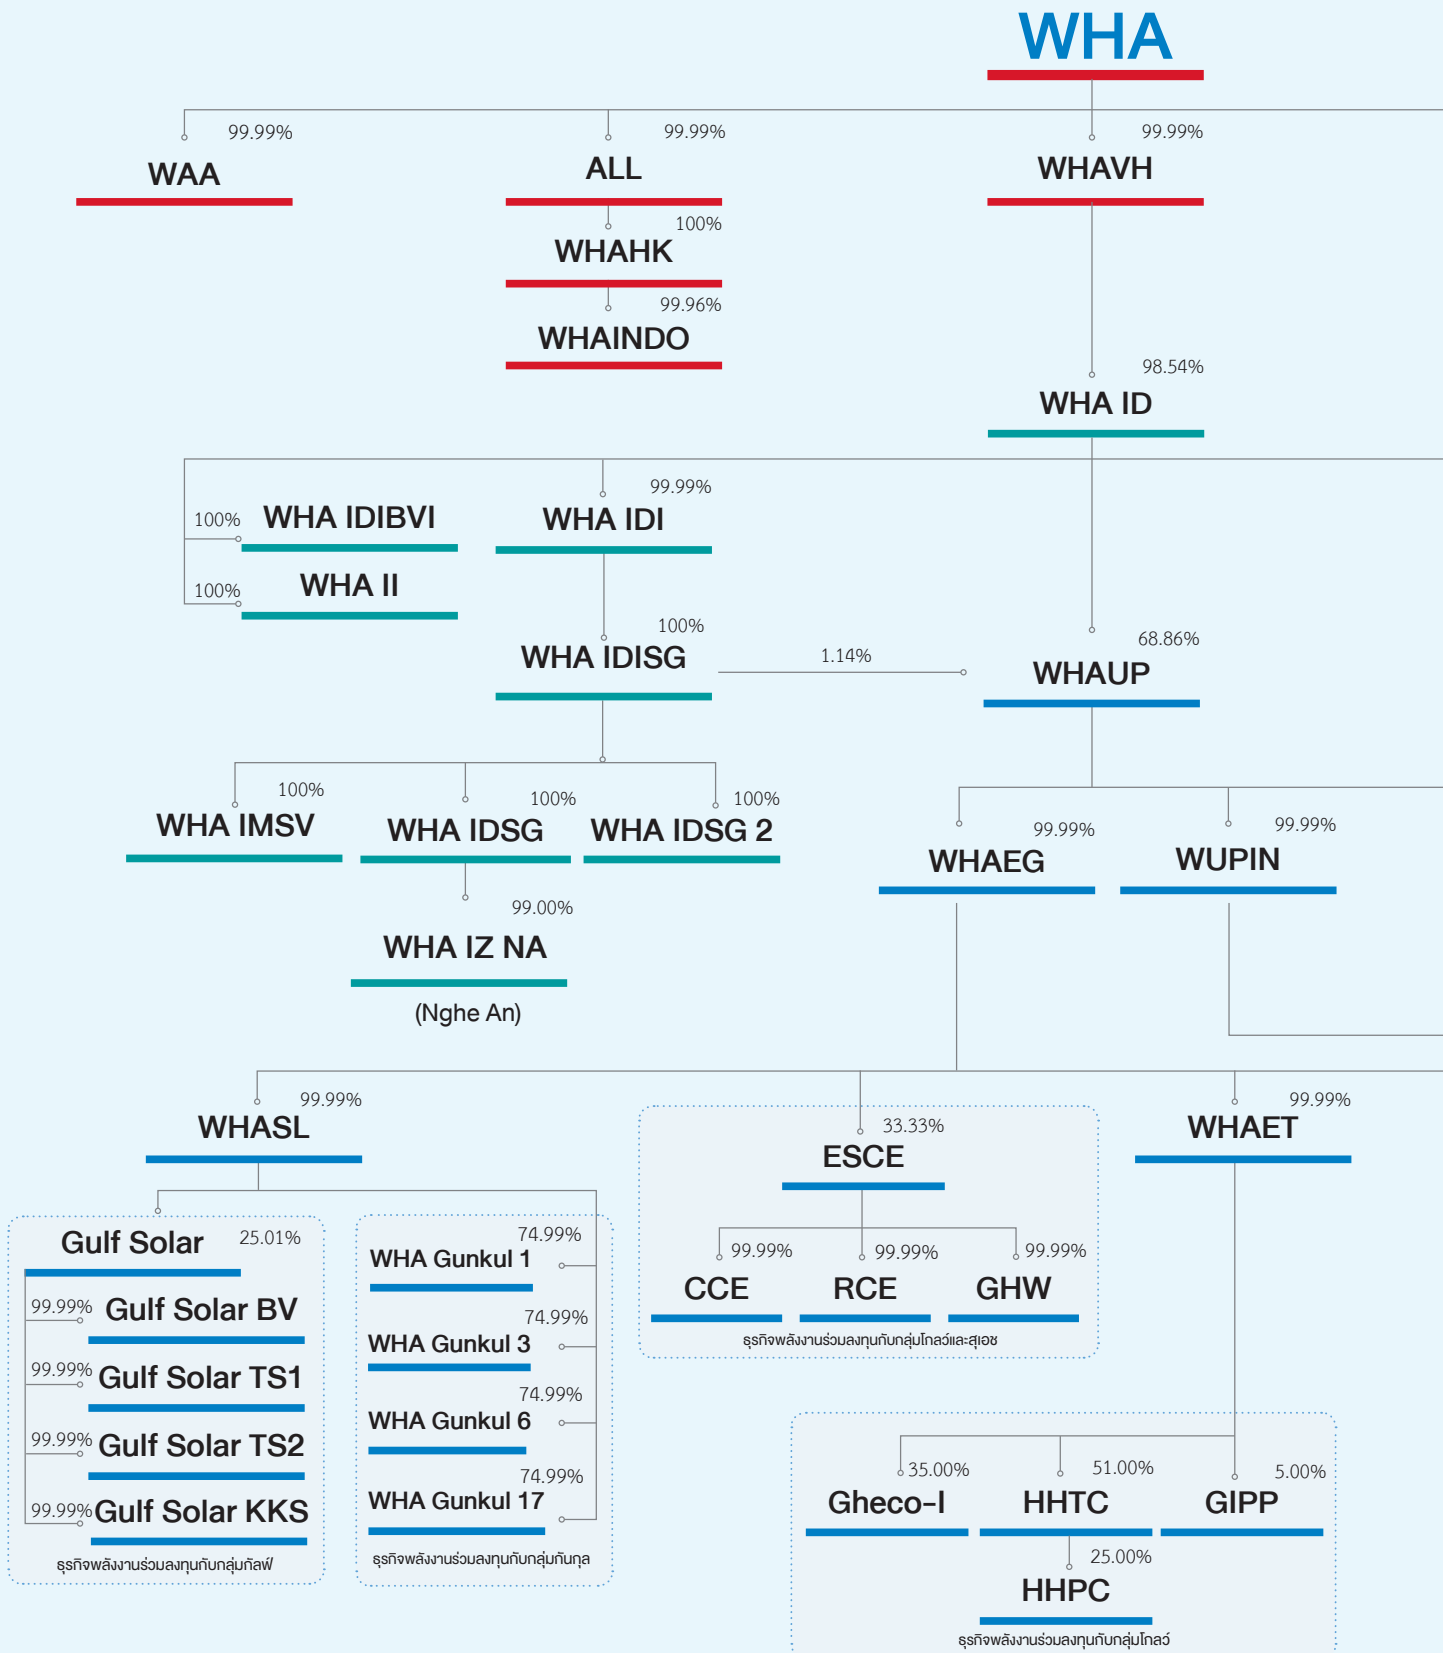 WHA
99.99%
99.99%
99.99%
WAA
ALL
WHAVH
100%
WHAHK
99.96%
WHAINDO
98.54%
WHA ID
99.99%
100%
WHA IDIBVI
WHA IDI
100%
WHA II
100%
WHA IDISG
1.14%
68.86%
WHAUP
100%
100%
100%
WHA IMSV
WHA IDSG
WHA IDSG 2
99.99%
99.99%
WHAEG
WUPIN
99.00%
WHA IZ NA
(Nghe An)
99.99%
WHASL
33.33%
ESCE
99.99%
WHAET
Gulf Solar
25.01%
99.99%
Gulf Solar BV
99.99%
Gulf Solar TS1
99.99%
Gulf Solar TS2
99.99%
Gulf Solar KKS
ธุรกิจพลังงานร่วมลงทุนกับกลุ่มกัลฟ์
74.99%
WHA Gunkul 1
74.99%
WHA Gunkul 3
74.99%
WHA Gunkul 6
74.99%
WHA Gunkul 17
ธุรกิจพลังงานร่วมลงทุนกับกลุ่มกันกุล
99.99%
99.99%
99.99%
CCE
RCE
GHW
ธุรกิจพลังงานร่วมลงทุนกับกลุ่มโกลว์และสุเอช
35.00%
51.00%
5.00%
Gheco-I
HHTC
GIPP
25.00%
HHPC
ธุรกิจพลังงานร่วมลงทุนกับกลุ่มโกลว์